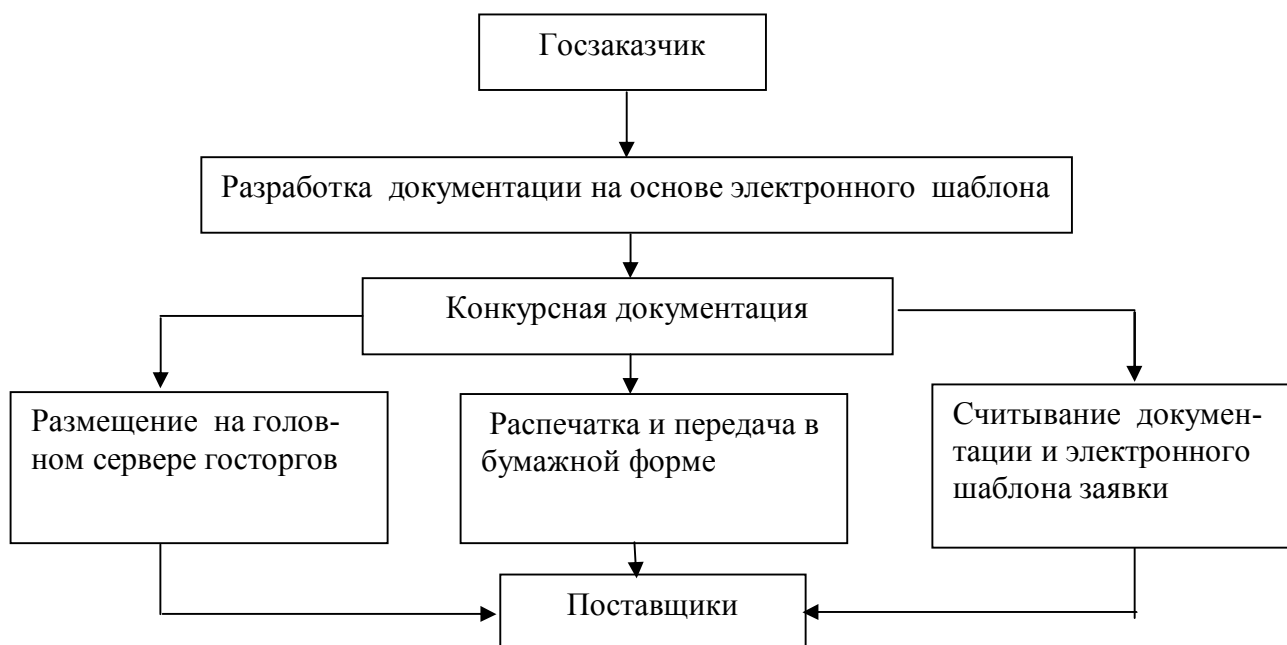 Госзаказчик
Разработка документации на основе электронного шаблона
Конкурсная документация
Размещение на голов-
ном сервере госторгов
Распечатка и передача в
бумажной форме
Считывание докумен-
тации и электронного
шаблона заявки
Поставщики